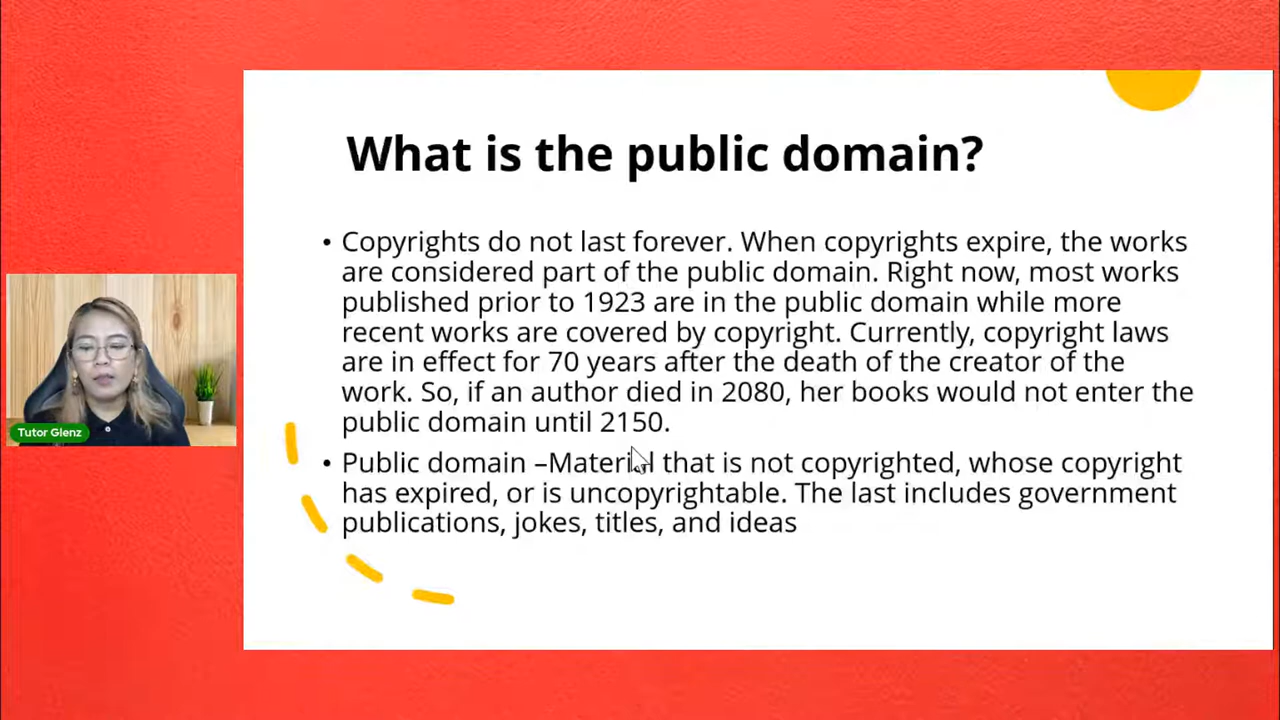 What is the public domain?
• Copyrights do not last forever. When copyrights expire, the works
are considered part of the public domain. Right now, most works
published prior to 1923 are in the public domain while more
recent works are covered by copyright. Currently, copyright laws
are in effect for 70 years after the death of the creator of the
work. So, if an author died in 2080, her books would not enter the
public domain until 2150.
• Public domain –Material that is not copyrighted, whose copyright
has expired, or is uncopyrightable. The last includes government
publications, jokes, titles, and ideas
Tutor Glenz